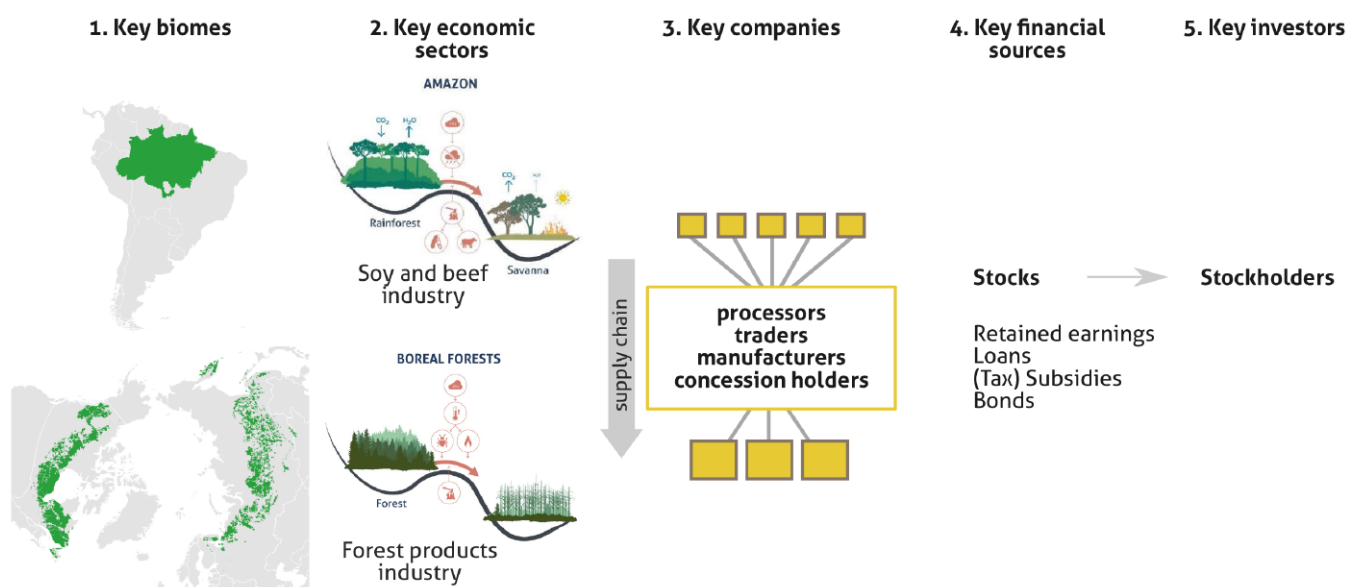 1. Key biomes
2. Key economic
sectors
3. Key companies
4. Key financial
sources
5. Key investors
AMAZON
CO₂
H₂O
Rainforest
CO₂
H₂O
Savanna
Soy and beef
industry
BOREAL FORESTS
Forest
Forest products
industry
supply chain
processors
traders
manufacturers
concession holders
Stocks
Retained earnings
Loans
(Tax) Subsidies
Bonds
Stockholders